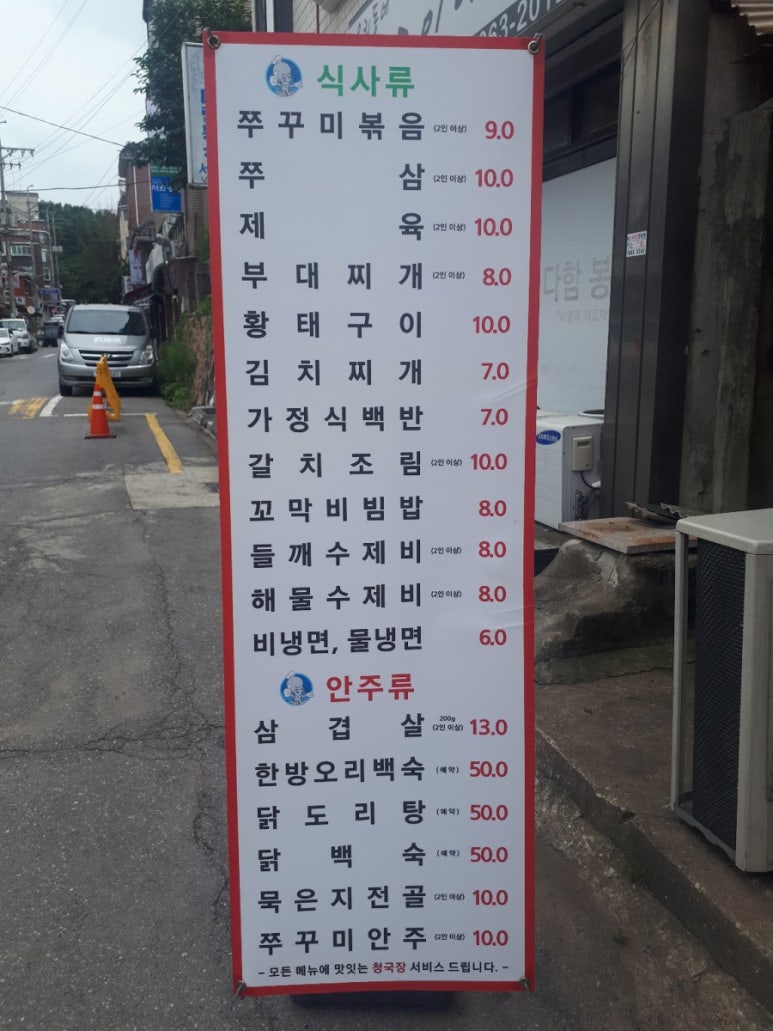 식사류
쭈꾸미볶음 (2인 이상) 9.0
쭈삼 (2인 이상) 10.0
제육 (2인 이상) 10.0
부대찌개 (2인 이상) 8.0
황태구이 10.0
김치찌개 7.0
가정식백반 7.0
갈치조림 (2인 이상) 10.0
꼬막비빔밥 8.0
들깨수제비 (2인 이상) 8.0
해물수제비 (2인 이상) 8.0
비냉면, 물냉면 6.0
안주류
삼겹살 200g (2인 이상) 13.0
한방오리백숙 (예약) 50.0
닭도리탕 (예약) 50.0
닭백숙 (예약) 50.0
묵은지전골 (2인 이상) 10.0
쭈꾸미안주 (2인 이상) 10.0
- 모든 메뉴에 맛있는 청국장 서비스 드립니다. -
SAMSUNG